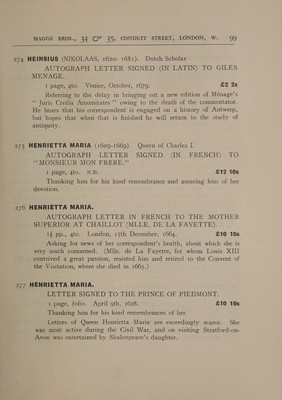 MAGGS BROS., 34 & 35, CONDUIT STREET, LONDON, W. 99
274 HEINSIUS (NIKOLAAS, 1620-1681). Dutch Scholar
AUTOGRAPH LETTER SIGNED (IN LATIN) TO GILES
MENAGE.
1 page, 4to. Venice, October, 1679. £2 2s
Referring to the delay in bringing out a new edition of Ménage's
" Juris Civilis Amœnitates " owing to the death of the commentator.
He hears that his correspondent is engaged on a history of Antwerp,
but hopes that when that is finished he will return to the study of
antiquity.
275 HENRIETTA MARIA (1609-1669). Queen of Charles I.
AUTOGRAPH LETTER SIGNED (IN FRENCH) TO
"MONSIEUR MON FRERE."
1 page, 4to. N.D. £12 10s
Thanking him for his kind remembrance and assuring him of her
devotion.
276 HENRIETTA MARIA.
AUTOGRAPH LETTER IN FRENCH TO THE MOTHER
SUPERIOR AT CHAILLOT (MLLE. DE LA FAYETTE).
1½ pp., 4to. London, 15th December, 1664. £10 10s
Asking for news of her correspondent's health, about which she is
very much concerned. (Mlle. de La Fayette, for whom Louis XIII
contrived a great passion, resisted him and retired to the Convent of
the Visitation, where she died in 1665.)
277 HENRIETTA MARIA.
LETTER SIGNED TO THE PRINCE OF PIEDMONT.
1 page, folio. April 9th, 1628. £10 10s
Thanking him for his kind remembrances of her.
Letters of Queen Henrietta Maria are exceedingly scarce. She
was most active during the Civil War, and on visiting Stratford-on-
Avon was entertained by Shakespeare's daughter.